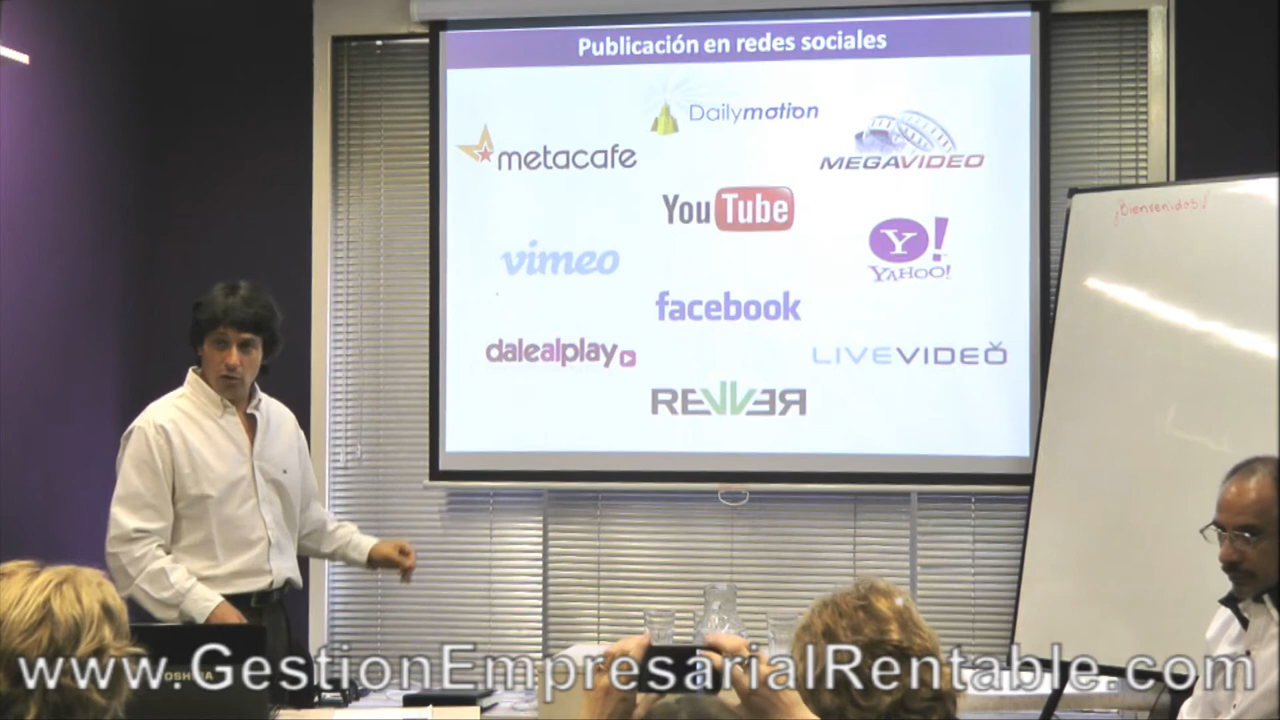 Publicación en redes sociales
Dailymotion
metacafe
MEGAVIDEO
YouTube
YAHOO!
vimeo
facebook
dalealplay
LIVEVIDEO
REVVER
¡Bienvenidos!
TOSHIBA
www.GestionEmpresarialRentable.com